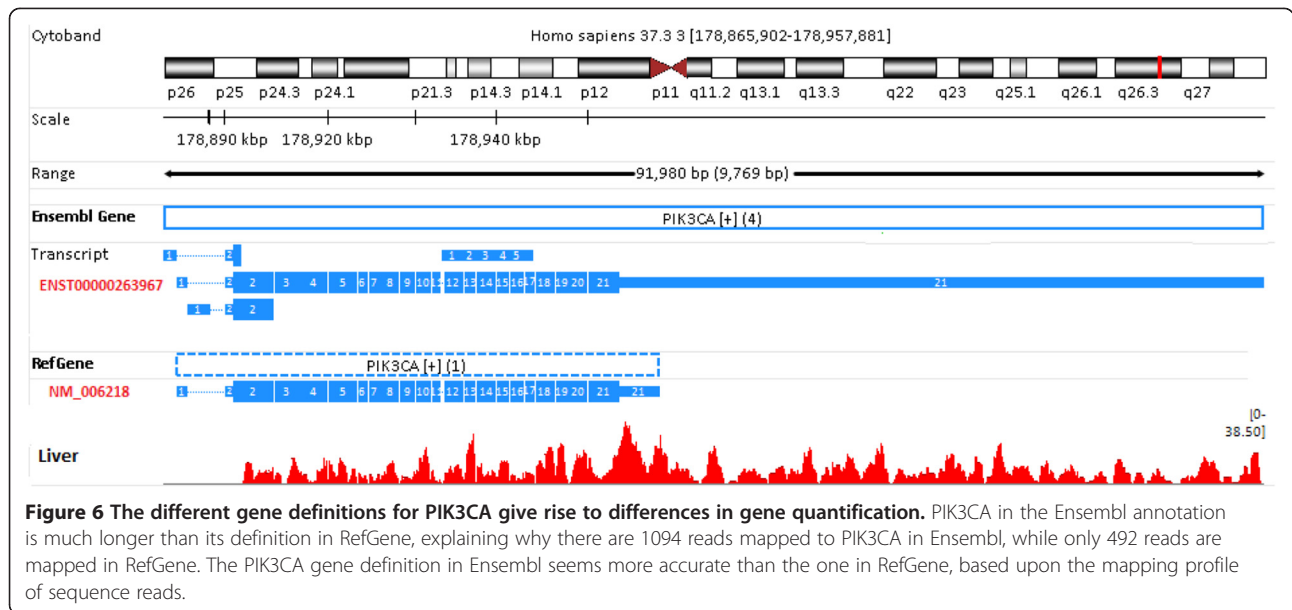 Cytoband
Homo sapiens 37.3 3 [178,865,902-178,957,881]
p26 p25 p24.3 p24.1 p21.3 p14.3 p14.1 p12 p11 q11.2 q13.1 q13.3 q22 q23 q25.1 q26.1 q26.3 q27
Scale
178,890 kbp 178,920 kbp 178,940 kbp
Range
91,980 bp (9,769 bp)
Ensembl Gene
PIK3CA [+] (4)
Transcript
1 2 1 2 3 4 5
ENST00000263967
1 2 2 3 4 5 6 7 8 9 10 11 12 13 14 15 16 17 18 19 20 21 21
1 2 2
RefGene
PIK3CA [+] (1)
NM_006218
1 2 2 3 4 5 6 7 8 9 10 11 12 13 14 15 16 17 18 19 20 21 21
[0-
38.50]
Liver
Figure 6 The different gene definitions for PIK3CA give rise to differences in gene quantification. PIK3CA in the Ensembl annotation
is much longer than its definition in RefGene, explaining why there are 1094 reads mapped to PIK3CA in Ensembl, while only 492 reads are
mapped in RefGene. The PIK3CA gene definition in Ensembl seems more accurate than the one in RefGene, based upon the mapping profile
of sequence reads.